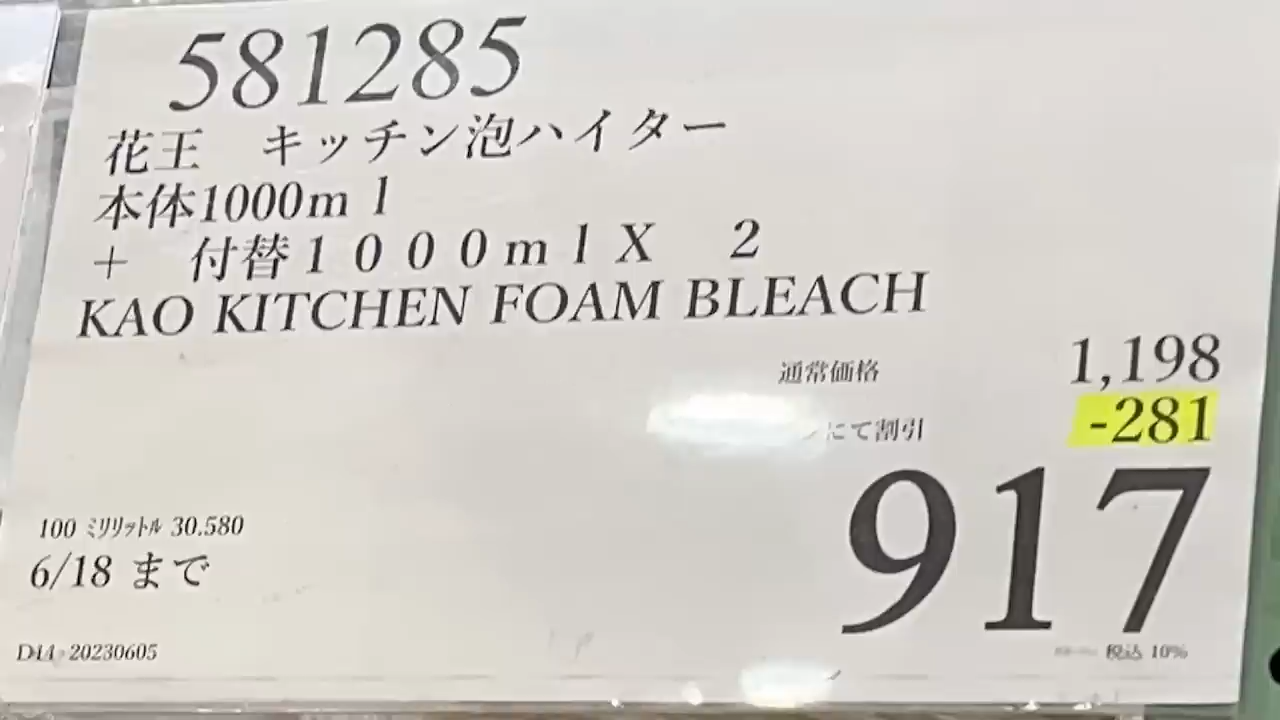 581285
花王　キッチン泡ハイター
本体1000ｍｌ
＋　付替１０００ｍｌＸ　２
KAO KITCHEN FOAM BLEACH
通常価格 1,198
にて割引 -281
917
100 ﾐﾘﾘｯﾄﾙ 30.580
6/18 まで
D44 20230605
税込 10%